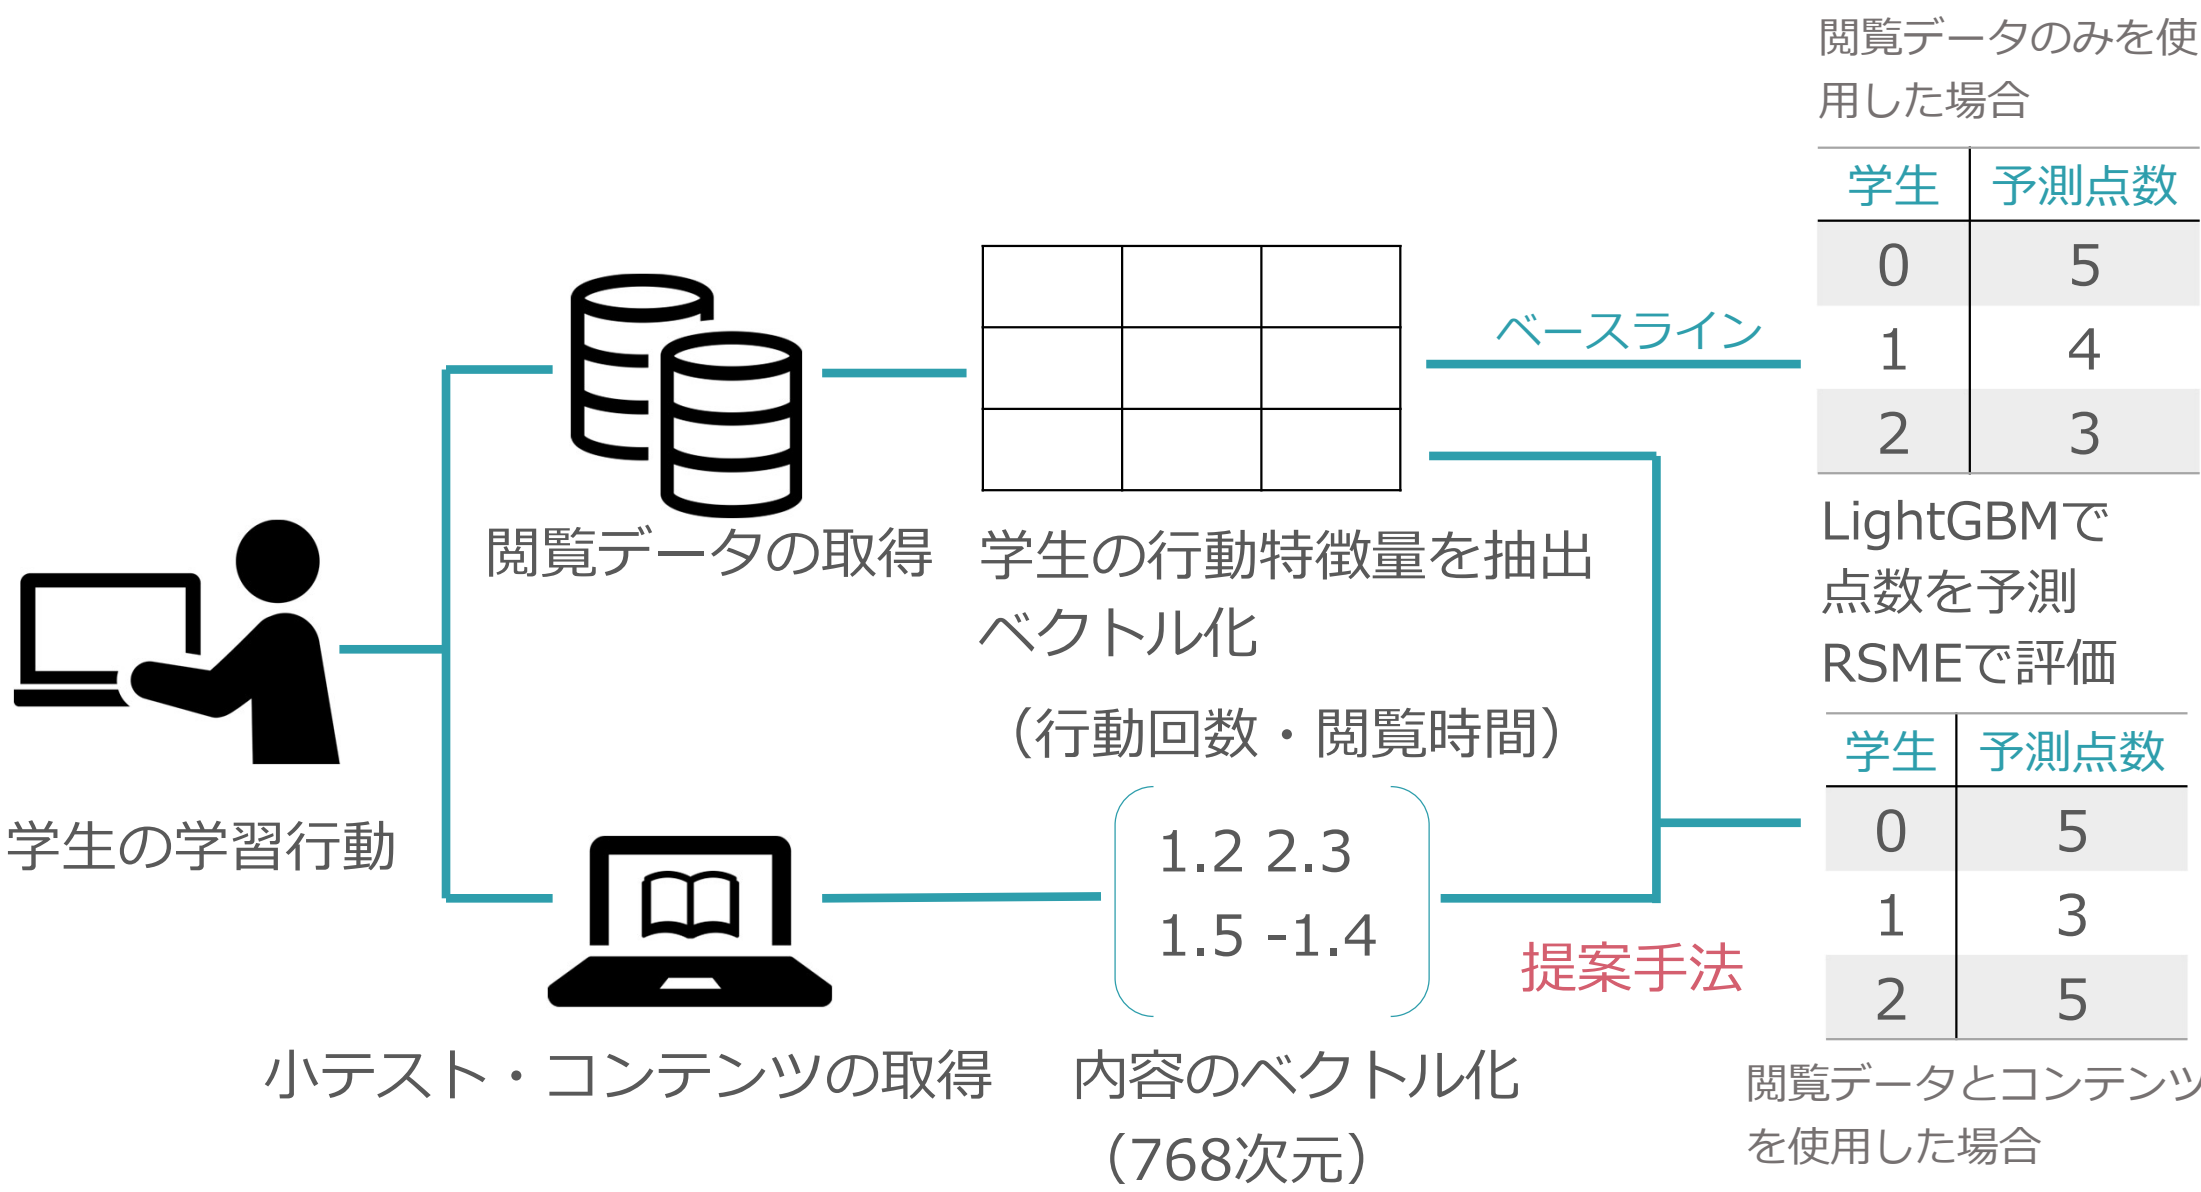 閲覧データのみを使
用した場合
学生 予測点数
0 5
1 4
2 3
ベースライン
LightGBMで
点数を予測
RSMEで評価
閲覧データの取得
学生の行動特徴量を抽出
ベクトル化
（行動回数・閲覧時間）
学生の学習行動
1.2 2.3
1.5 -1.4
提案手法
学生 予測点数
0 5
1 3
2 5
小テスト・コンテンツの取得
内容のベクトル化
（768次元）
閲覧データとコンテンツ
を使用した場合